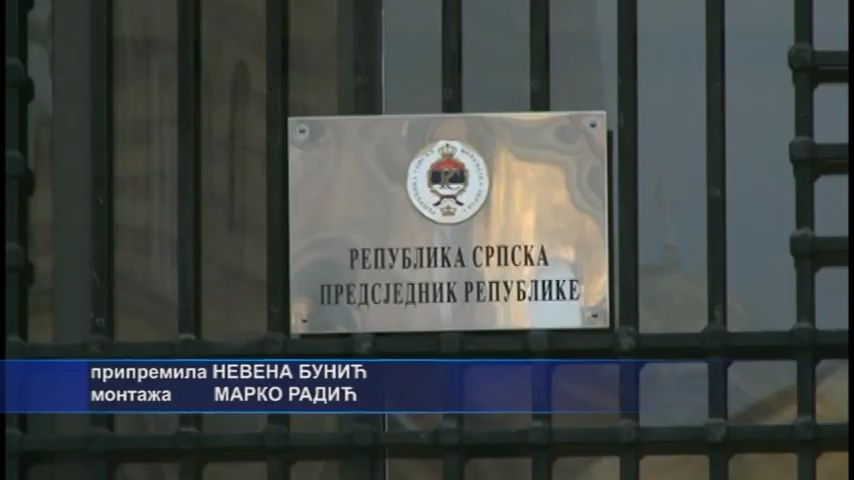 РЕПУБЛИКА СРПСКА
ПРЕДСЈЕДНИК РЕПУБЛИКЕ
припремила НЕВЕНА БУНИЋ
монтажа МАРКО РАДИЋ